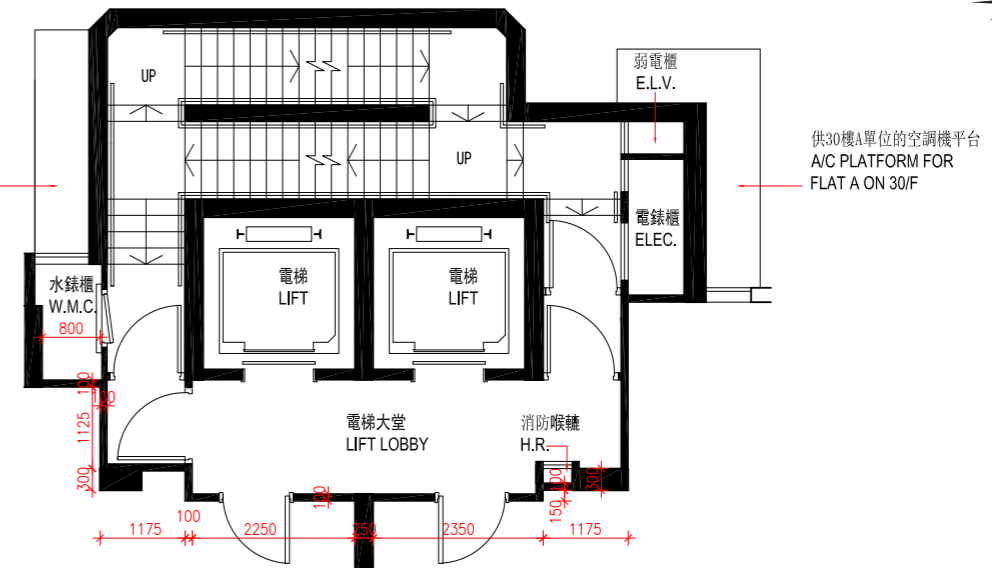 UP
弱電櫃
E.L.V.
供30樓A單位的空調機平台
A/C PLATFORM FOR
FLAT A ON 30/F
UP
電錶櫃
ELEC.
水錶櫃
W.M.C.
800
電梯
LIFT
電梯
LIFT
100
100
1125
300
電梯大堂
LIFT LOBBY
消防喉轆
H.R.
400
300
150
100
100
1175
2250
250
2350
1175